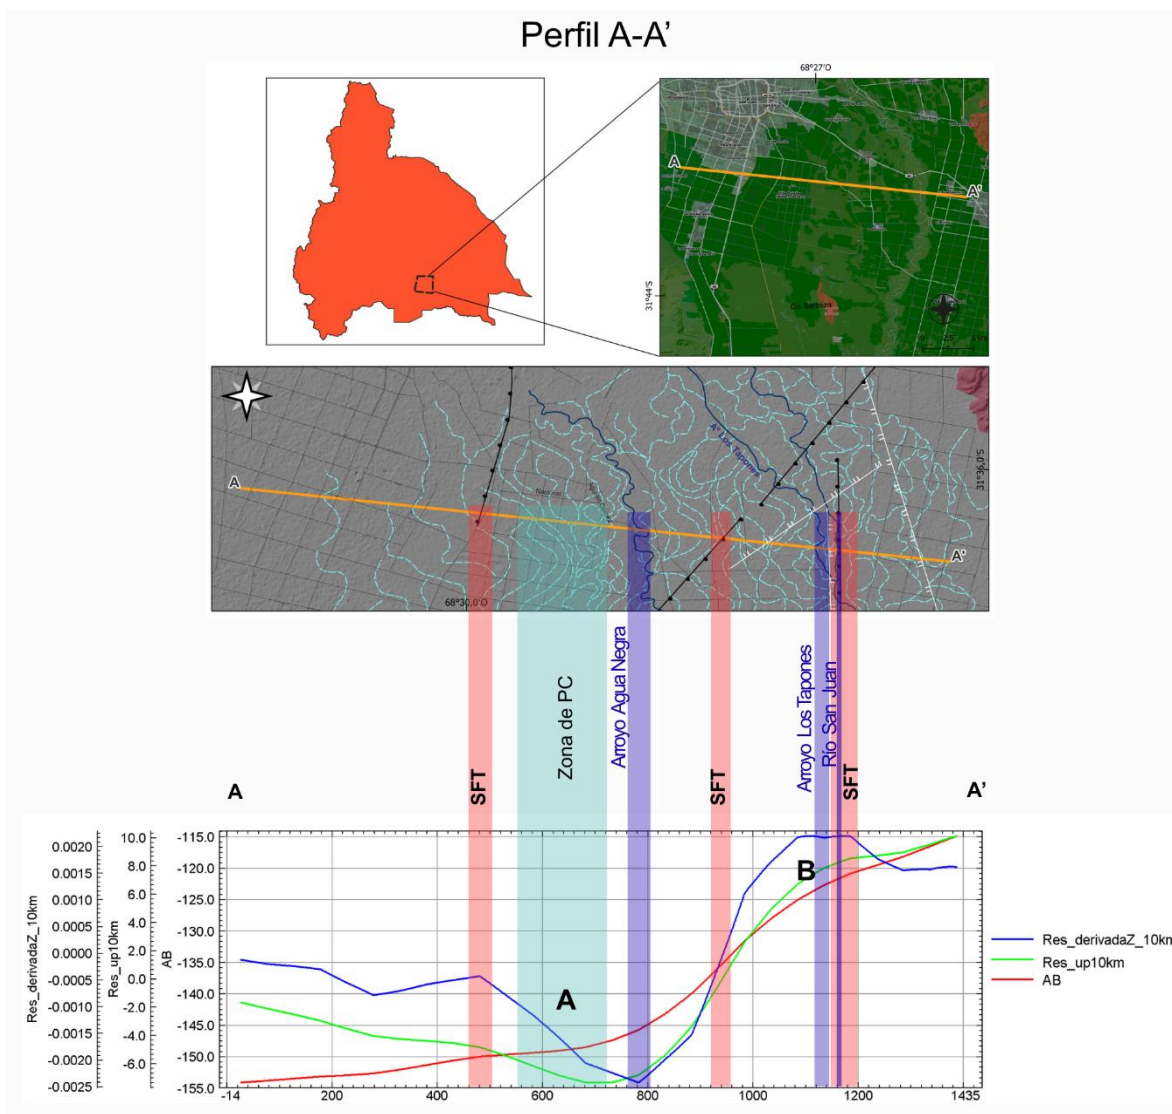 Perfil A-A'
68°27'O
A
A'
31°44'S
A
Aº Los Tapones
31°36,0'S
A'
68°30,0'O
Arroyo Agua Negra
Zona de PC
Arroyo Los Tapones
Río San Juan
SFT
SFT
SFT
A
A'
0.0020
0.0015
0.0010
0.0005
0.0000
-0.0005
-0.0010
-0.0015
-0.0020
-0.0025
Res_derivadaZ_10km
10.0
8.0
6.0
4.0
2.0
0.0
-2.0
-4.0
-6.0
Res_up10km
-115.0
-120.0
-125.0
-130.0
-135.0
-140.0
-145.0
-150.0
-155.0
AB
A
B
-14 200 400 600 800 1000 1200 1435
Res_derivadaZ_10km
Res_up10km
AB